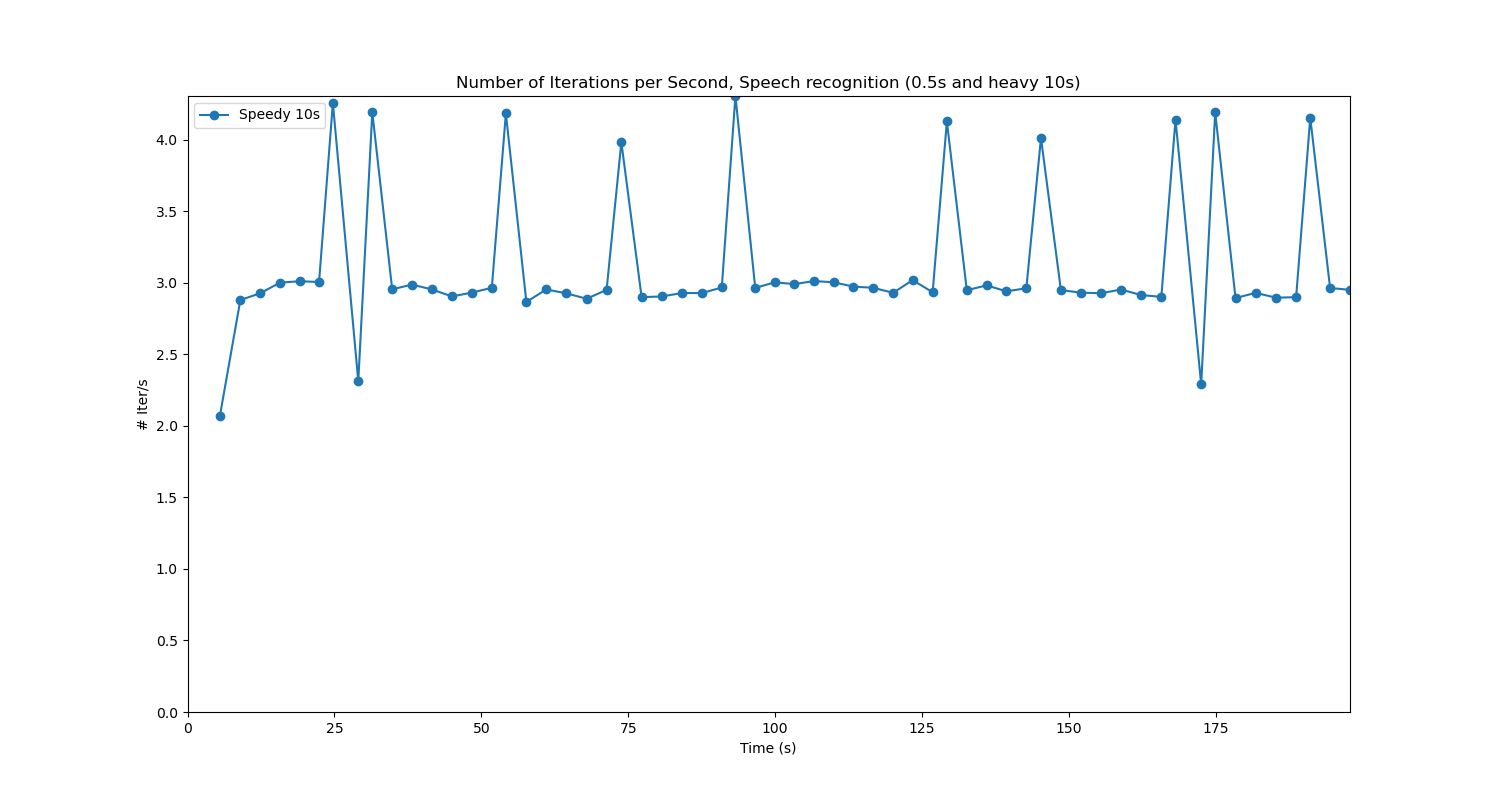 Number of Iterations per Second, Speech recognition (0.5s and heavy 10s)
Speedy 10s
4.0
3.5
3.0
2.5
2.0
1.5
1.0
0.5
0.0
# Iter/s
0 25 50 75 100 125 150 175
Time (s)